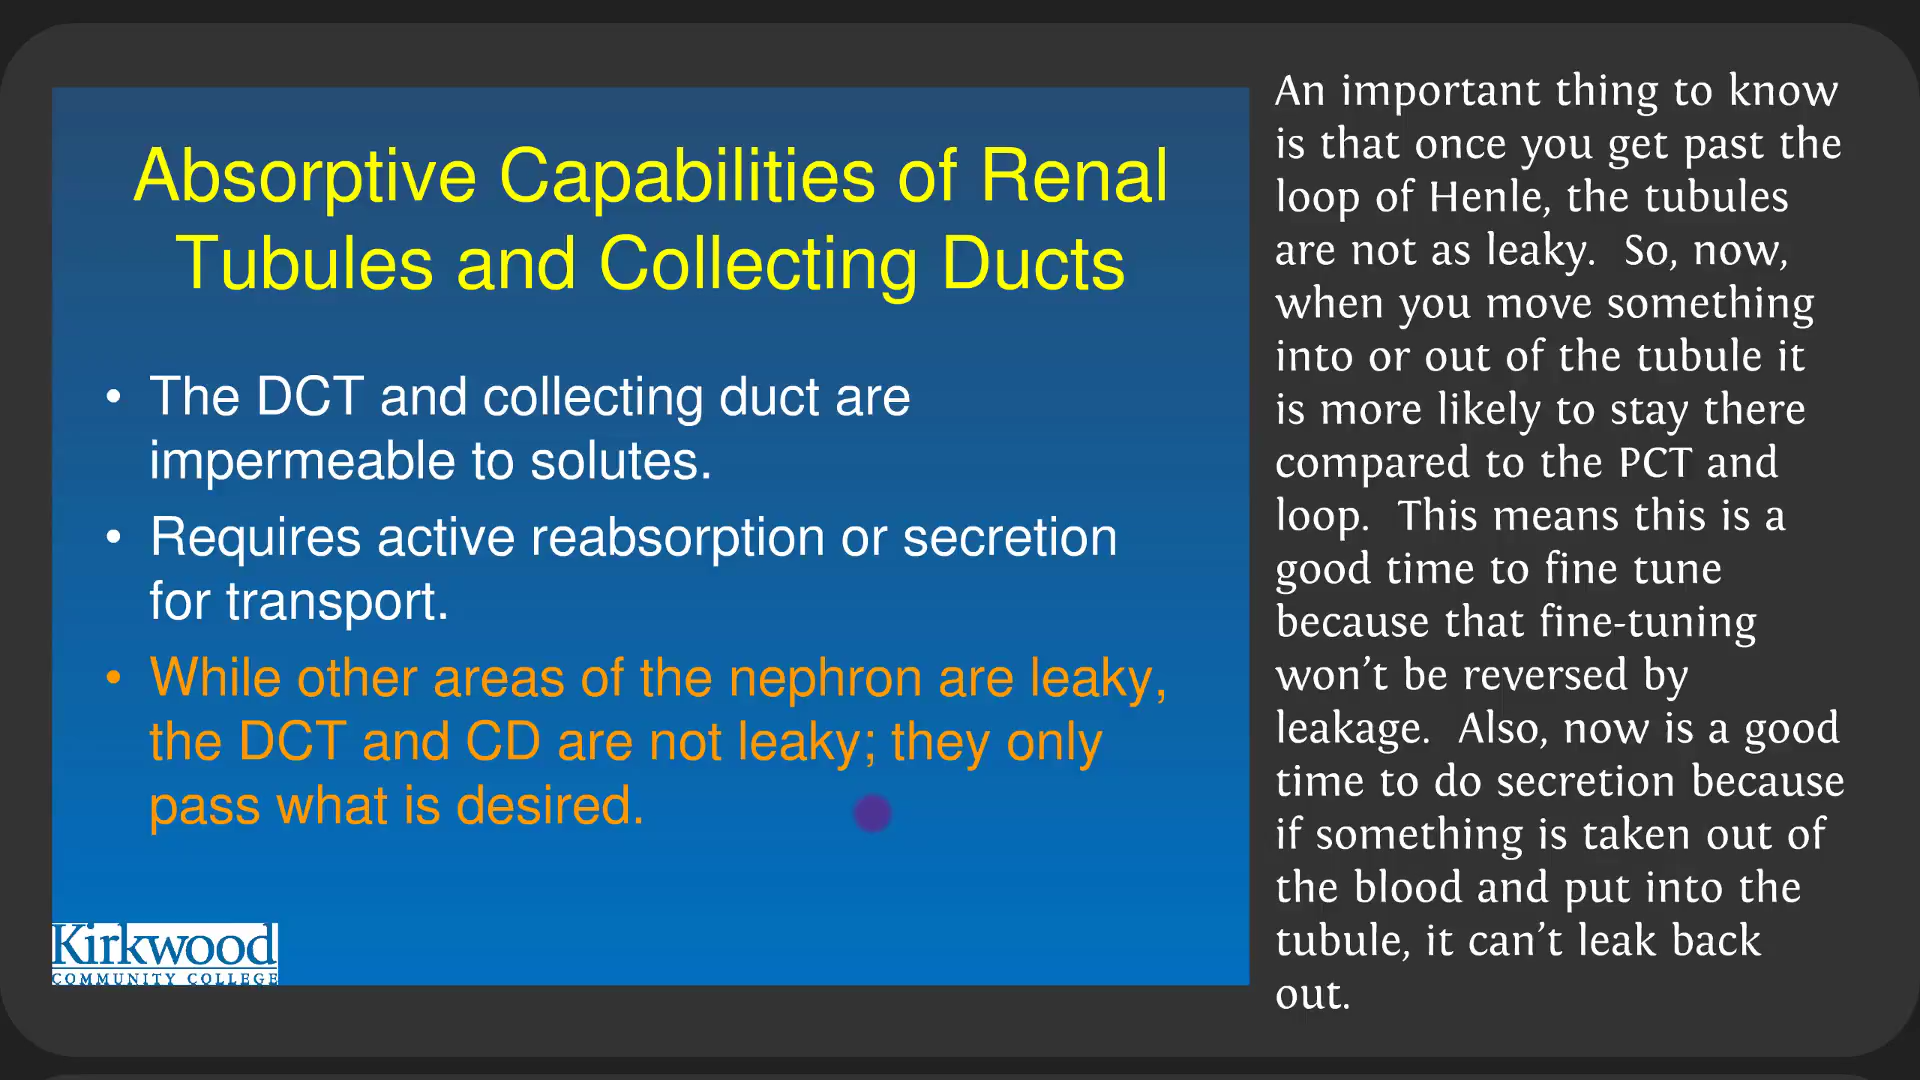 Absorptive Capabilities of Renal
Tubules and Collecting Ducts
• The DCT and collecting duct are
impermeable to solutes.
• Requires active reabsorption or secretion
for transport.
• While other areas of the nephron are leaky,
the DCT and CD are not leaky; they only
pass what is desired.
Kirkwood
COMMUNITY COLLEGE
An important thing to know
is that once you get past the
loop of Henle, the tubules
are not as leaky.  So, now,
when you move something
into or out of the tubule it
is more likely to stay there
compared to the PCT and
loop.  This means this is a
good time to fine tune
because that fine-tuning
won’t be reversed by
leakage.  Also, now is a good
time to do secretion because
if something is taken out of
the blood and put into the
tubule, it can’t leak back
out.